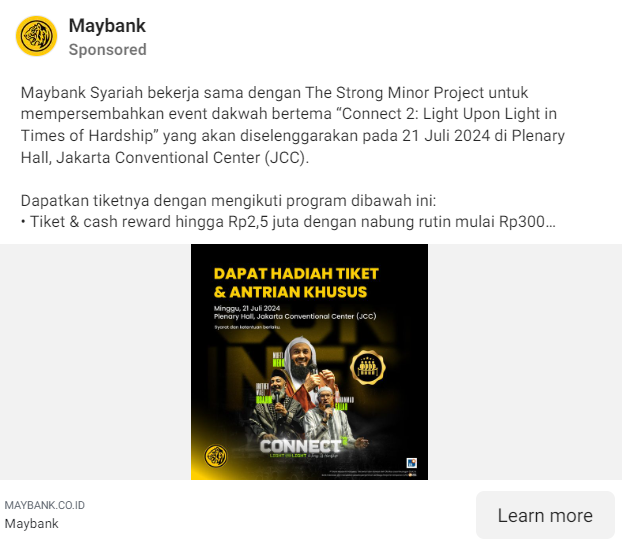 Maybank
Sponsored
Maybank Syariah bekerja sama dengan The Strong Minor Project untuk
mempersembahkan event dakwah bertema “Connect 2: Light Upon Light in
Times of Hardship” yang akan diselenggarakan pada 21 Juli 2024 di Plenary
Hall, Jakarta Conventional Center (JCC).
Dapatkan tiketnya dengan mengikuti program dibawah ini:
• Tiket & cash reward hingga Rp2,5 juta dengan nabung rutin mulai Rp300...
DAPAT HADIAH TIKET
& ANTRIAN KHUSUS
Minggu, 21 Juli 2024
Plenary Hall, Jakarta Conventional Center (JCC)
Syarat dan ketentuan berlaku.
MUFTI
MENK
CONNECT
LIGHT UPON LIGHT
MAYBANK.CO.ID
Maybank
Learn more